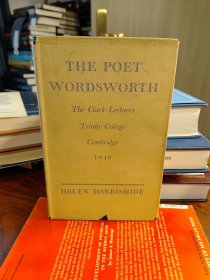 THE POET
WORDSWORTH
The Clark Lectures
Trinity College
Cambridge
1949
HELEN DARBISHIRE